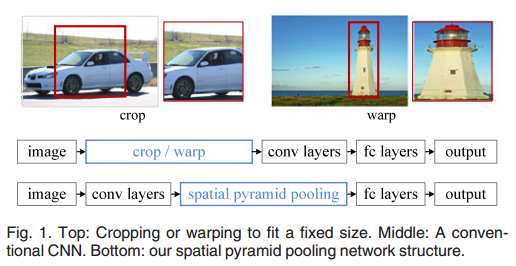 crop
warp
image crop / warp conv layers fc layers output
image conv layers spatial pyramid pooling fc layers output
Fig. 1. Top: Cropping or warping to fit a fixed size. Middle: A conven-
tional CNN. Bottom: our spatial pyramid pooling network structure.